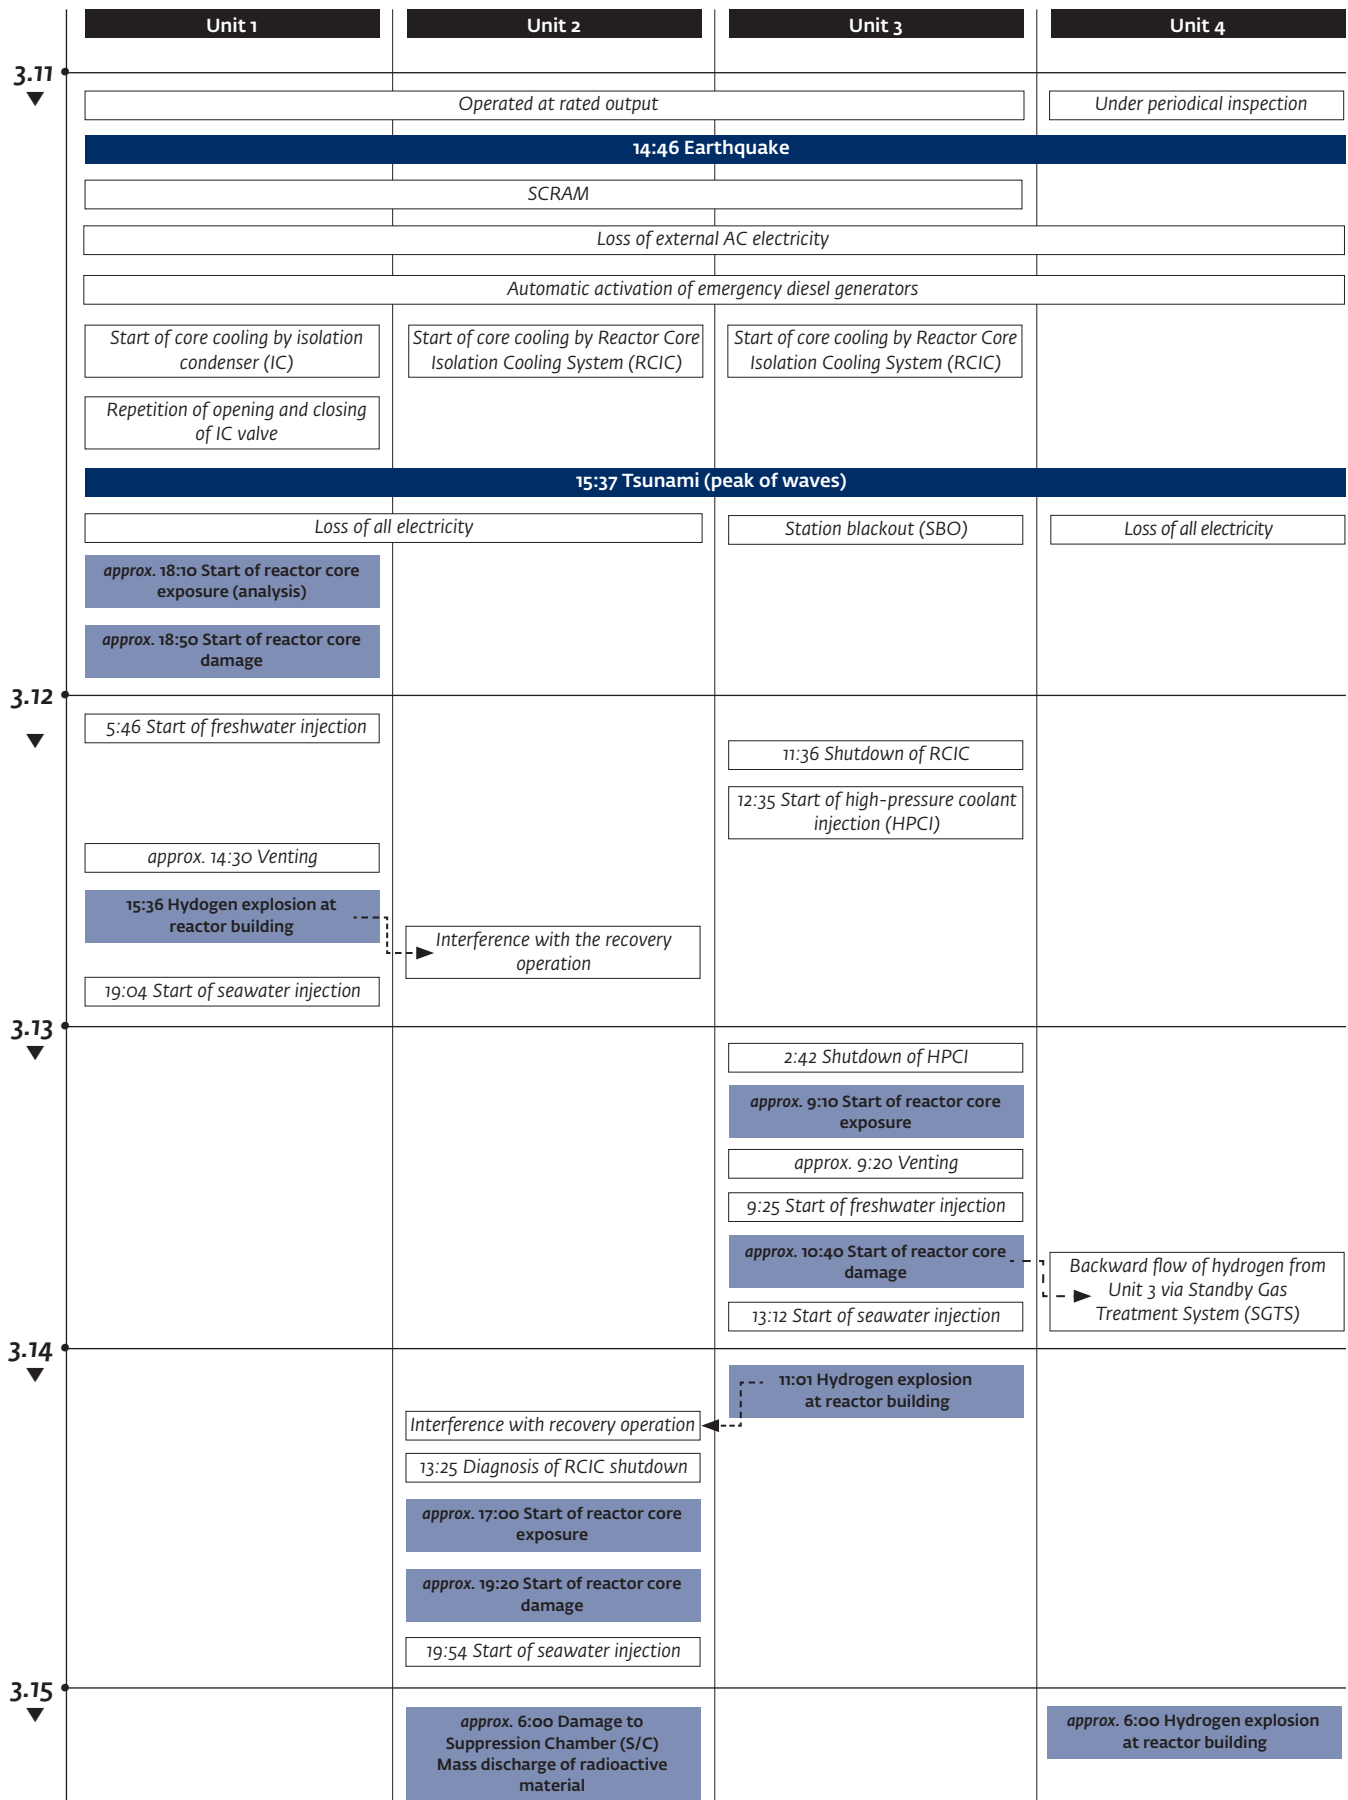 Unit 1
Unit 2
Unit 3
Unit 4
3.11
Operated at rated output
Under periodical inspection
14:46 Earthquake
SCRAM
Loss of external AC electricity
Automatic activation of emergency diesel generators
Start of core cooling by isolation
condenser (IC)
Start of core cooling by Reactor Core
Isolation Cooling System (RCIC)
Start of core cooling by Reactor Core
Isolation Cooling System (RCIC)
Repetition of opening and closing
of IC valve
15:37 Tsunami (peak of waves)
Loss of all electricity
Station blackout (SBO)
Loss of all electricity
approx. 18:10 Start of reactor core
exposure (analysis)
approx. 18:50 Start of reactor core
damage
3.12
5:46 Start of freshwater injection
11:36 Shutdown of RCIC
12:35 Start of high-pressure coolant
injection (HPCI)
approx. 14:30 Venting
15:36 Hydogen explosion at
reactor building
Interference with the recovery
operation
19:04 Start of seawater injection
3.13
2:42 Shutdown of HPCI
approx. 9:10 Start of reactor core
exposure
approx. 9:20 Venting
9:25 Start of freshwater injection
approx. 10:40 Start of reactor core
damage
Backward flow of hydrogen from
Unit 3 via Standby Gas
Treatment System (SGTS)
13:12 Start of seawater injection
3.14
11:01 Hydrogen explosion
at reactor building
Interference with recovery operation
13:25 Diagnosis of RCIC shutdown
approx. 17:00 Start of reactor core
exposure
approx. 19:20 Start of reactor core
damage
19:54 Start of seawater injection
3.15
approx. 6:00 Damage to
Suppression Chamber (S/C)
Mass discharge of radioactive
material
approx. 6:00 Hydrogen explosion
at reactor building